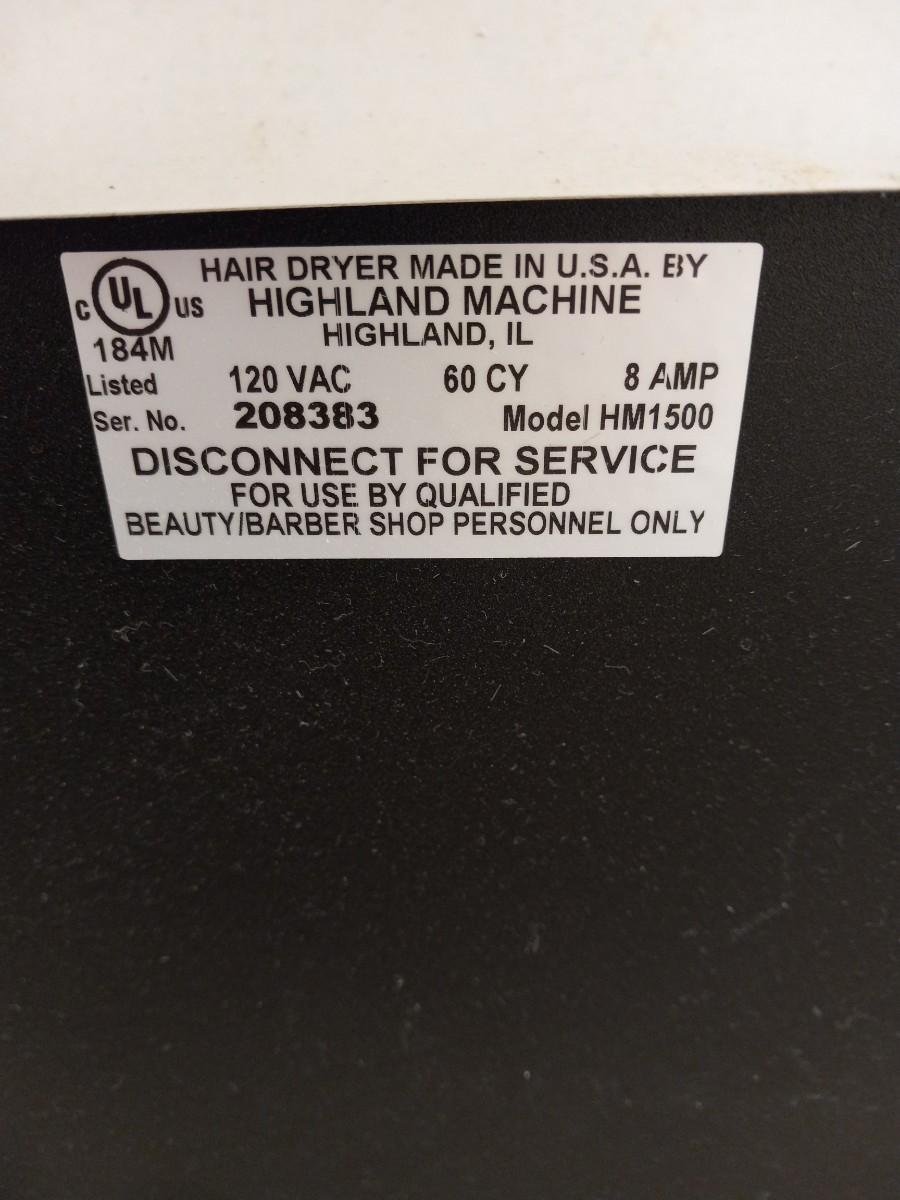 HAIR DRYER MADE IN U.S.A. BY
C UL US HIGHLAND MACHINE
HIGHLAND, IL
184M
Listed 120 VAC 60 CY 8 AMP
Ser. No. 208383 Model HM1500
DISCONNECT FOR SERVICE
FOR USE BY QUALIFIED
BEAUTY/BARBER SHOP PERSONNEL ONLY